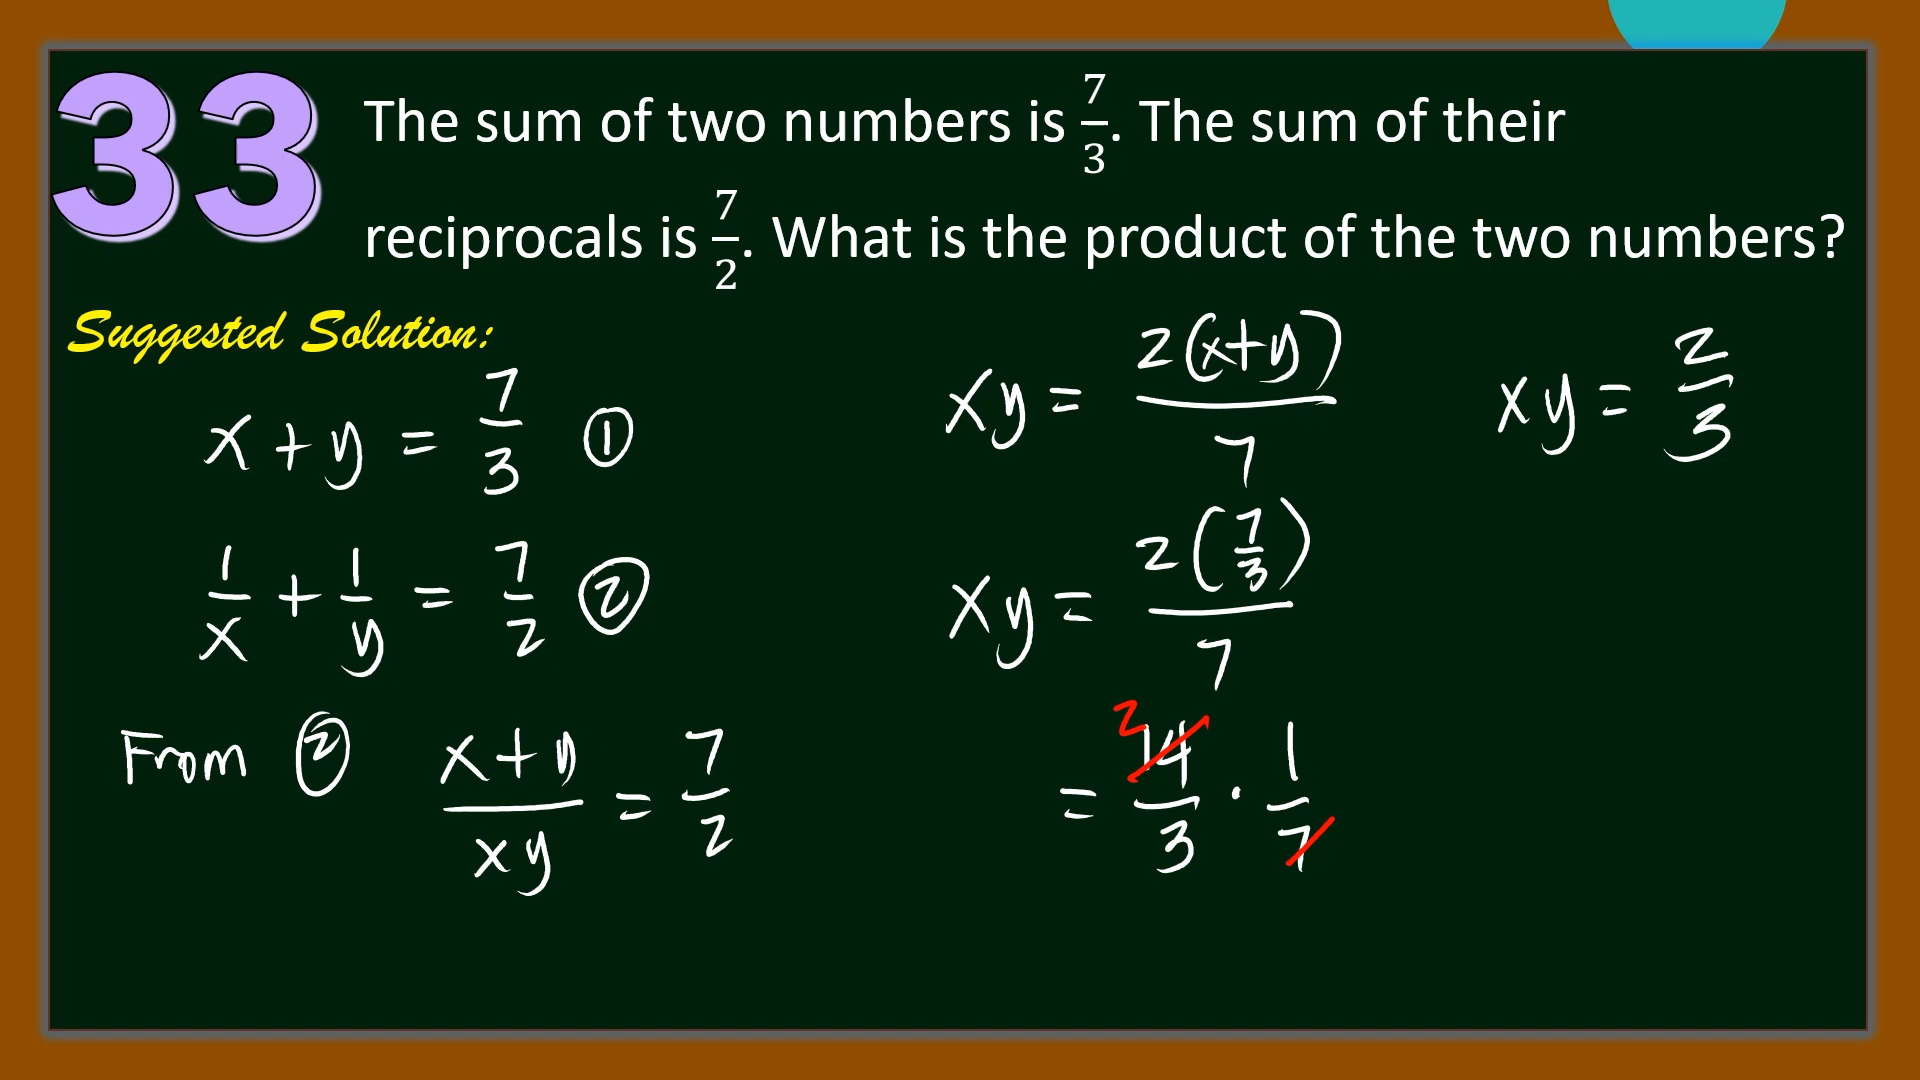 33
The sum of two numbers is 7/3. The sum of their
reciprocals is 7/2. What is the product of the two numbers?
Suggested Solution:
x + y = 7/3 ①
1/x + 1/y = 7/2 ②
From ② (x+y)/(xy) = 7/2
xy = 2(x+y)/7
xy = 2(7/3)/7
= 2 14/3 · 1/7
xy = 2/3